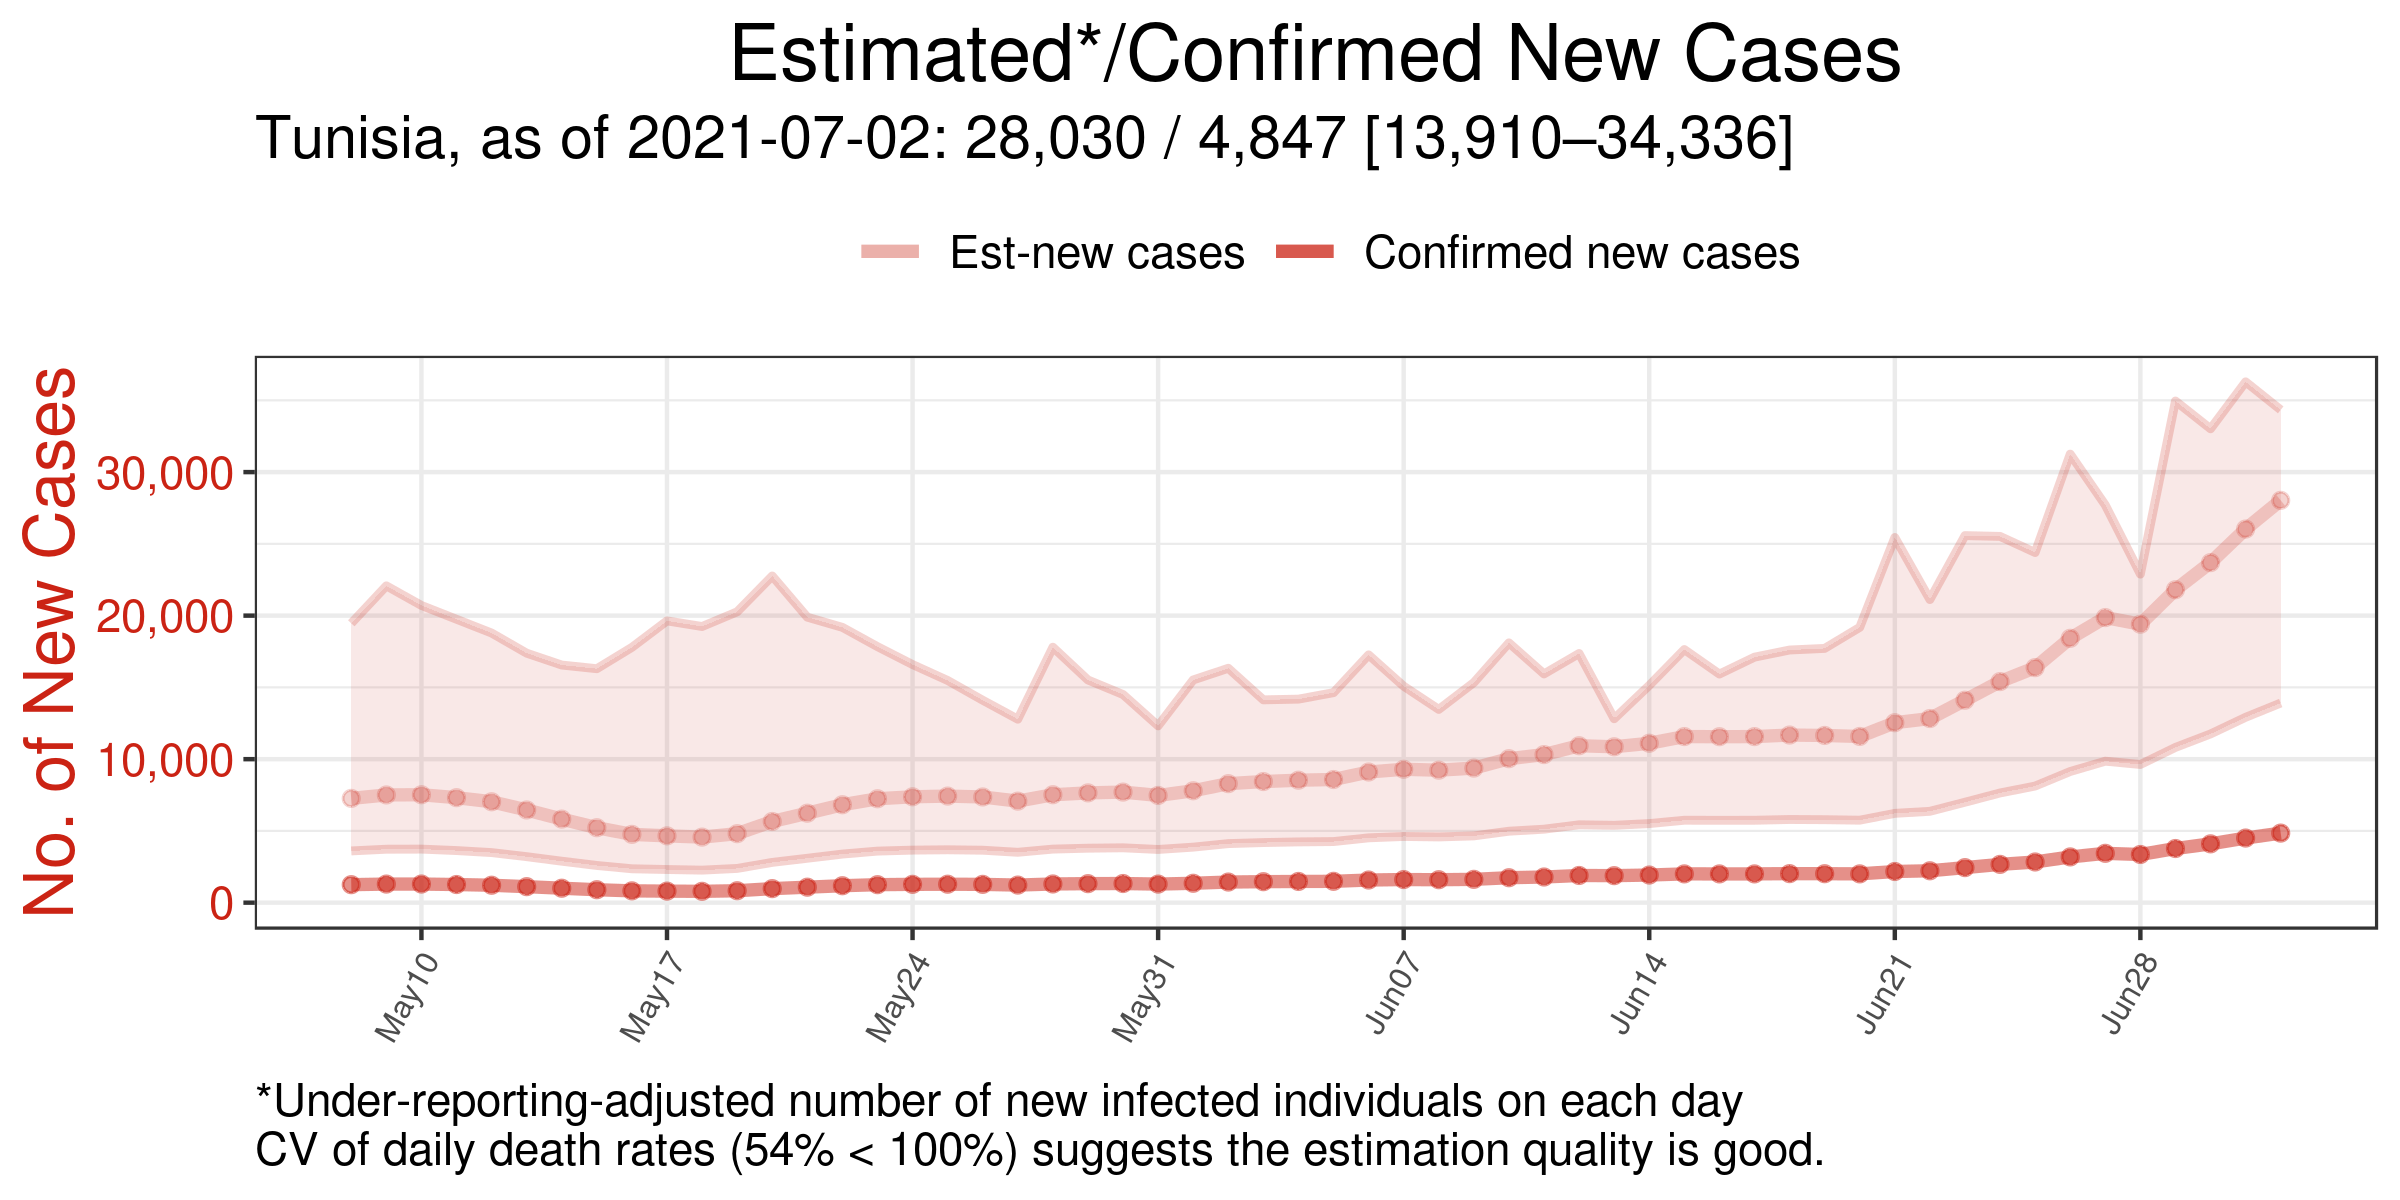 Estimated*/Confirmed New Cases
Tunisia, as of 2021-07-02: 28,030 / 4,847 [13,910–34,336]
Est-new cases
Confirmed new cases
No. of New Cases
30,000
20,000
10,000
0
May10
May17
May24
May31
Jun07
Jun14
Jun21
Jun28
*Under-reporting-adjusted number of new infected individuals on each day
CV of daily death rates (54% < 100%) suggests the estimation quality is good.